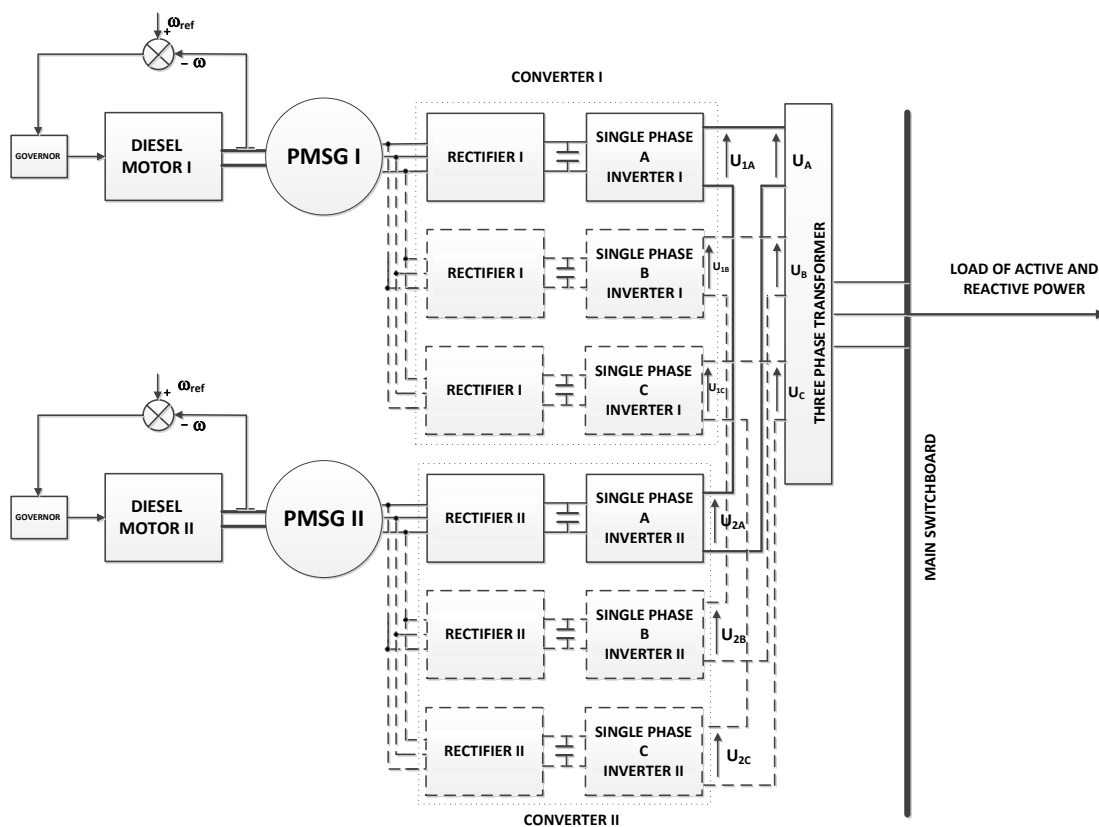 + ωref
- ω
GOVERNOR
DIESEL
MOTOR I
PMSG I
CONVERTER I
RECTIFIER I
SINGLE PHASE
A
INVERTER I
U1A
UA
RECTIFIER I
SINGLE PHASE
B
INVERTER I
U1B
UB
RECTIFIER I
SINGLE PHASE
C
INVERTER I
U1C
UC
THREE PHASE TRANSFORMER
LOAD OF ACTIVE AND
REACTIVE POWER
MAIN SWITCHBOARD
+ ωref
- ω
GOVERNOR
DIESEL
MOTOR II
PMSG II
RECTIFIER II
SINGLE PHASE
A
INVERTER II
U2A
RECTIFIER II
SINGLE PHASE
B
INVERTER II
U2B
RECTIFIER II
SINGLE PHASE
C
INVERTER II
U2C
CONVERTER II